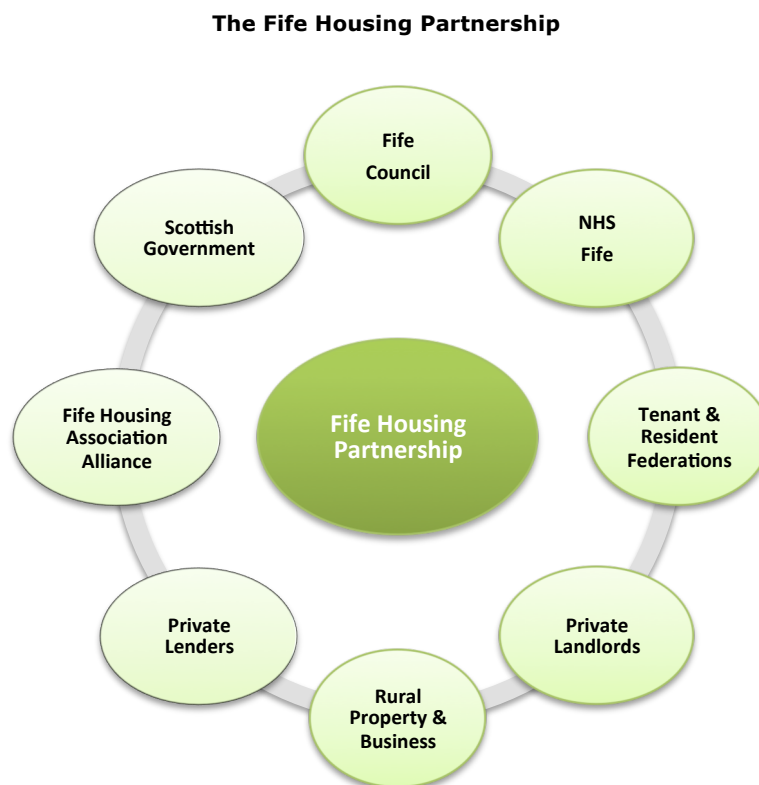 The Fife Housing Partnership
Fife
Council
NHS
Fife
Tenant &
Resident
Federations
Private
Landlords
Rural
Property &
Business
Private
Lenders
Fife Housing
Association
Alliance
Scottish
Government
Fife Housing
Partnership